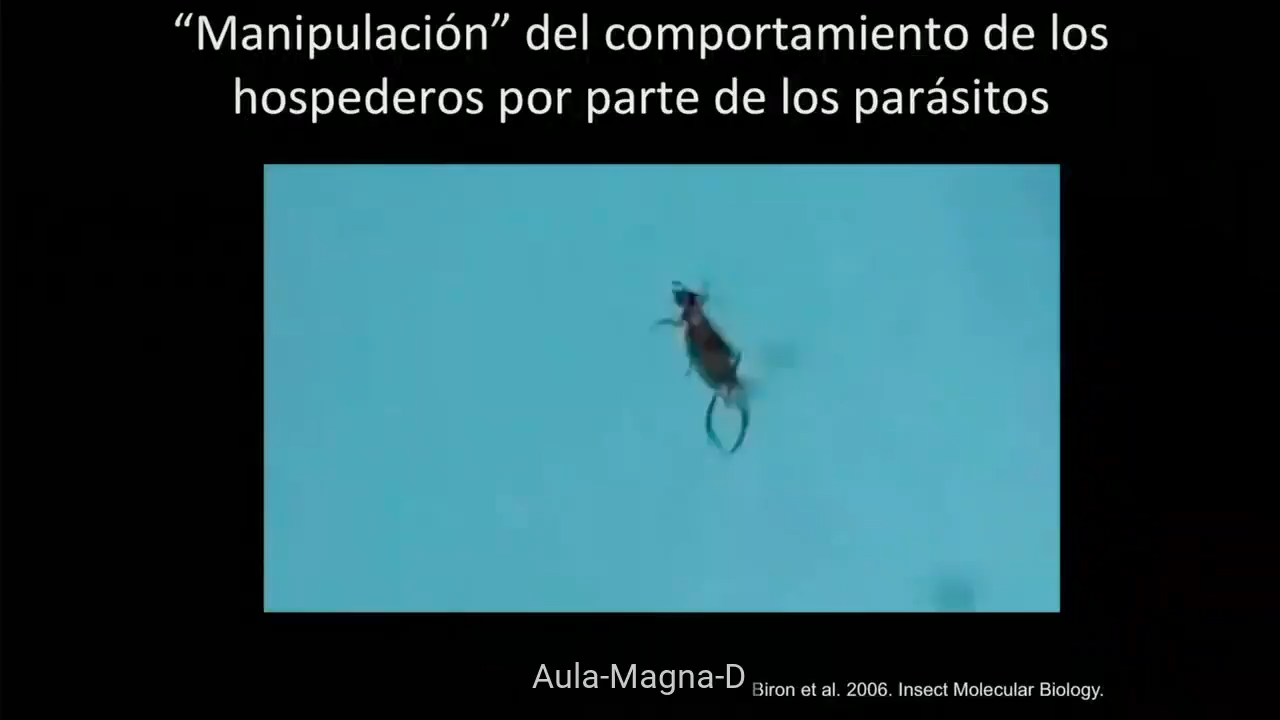 “Manipulación” del comportamiento de los
hospederos por parte de los parásitos
Aula-Magna-D
Biron et al. 2006. Insect Molecular Biology.